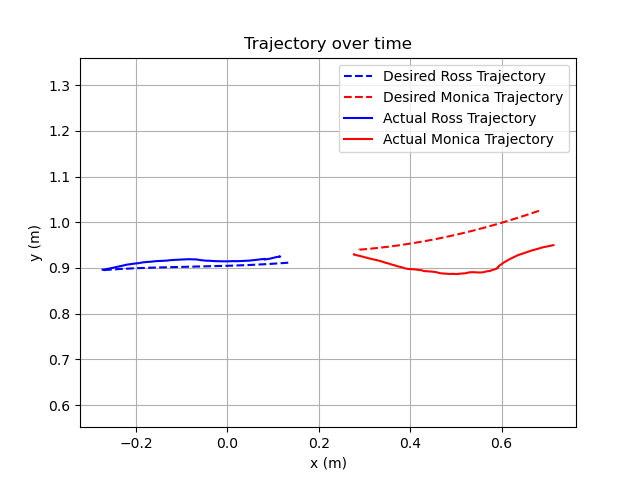 Trajectory over time
Desired Ross Trajectory
Desired Monica Trajectory
Actual Ross Trajectory
Actual Monica Trajectory
y (m)
1.3
1.2
1.1
1.0
0.9
0.8
0.7
0.6
−0.2 0.0 0.2 0.4 0.6
x (m)